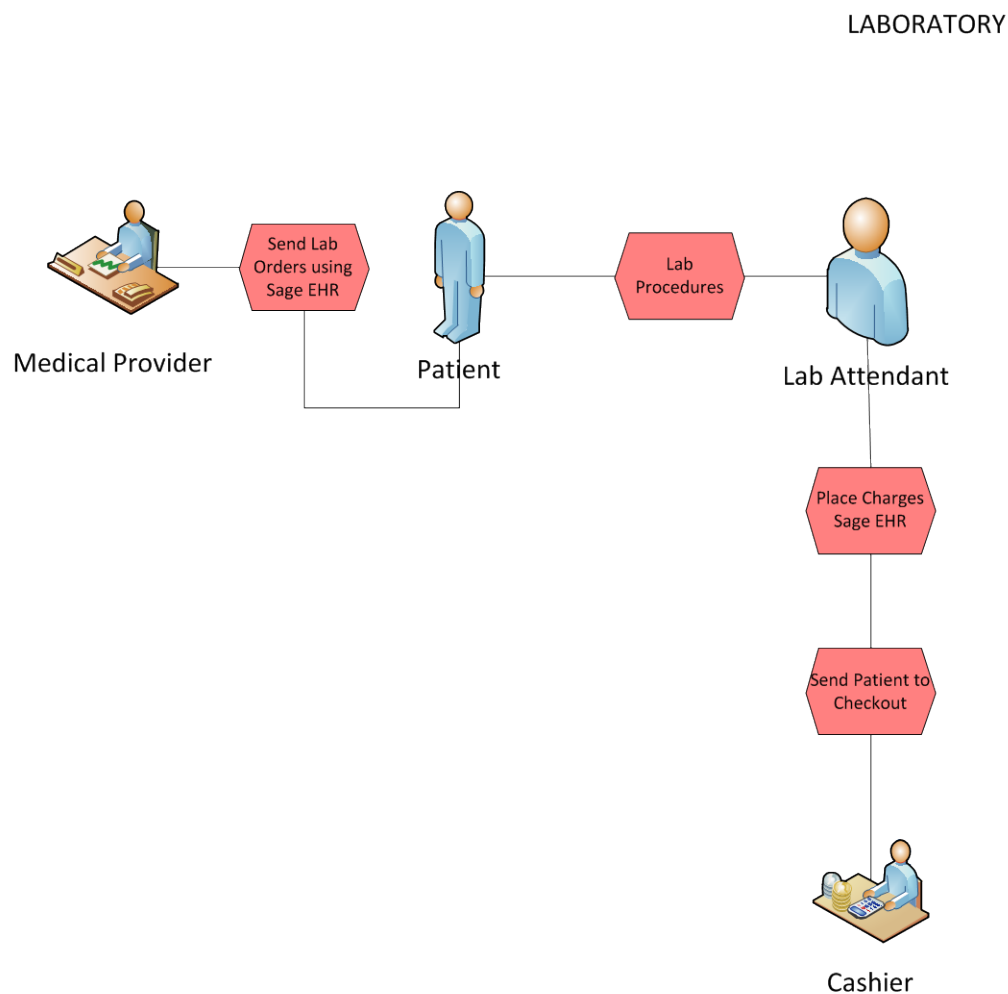 LABORATORY
Send Lab
Orders using
Sage EHR
Lab
Procedures
Medical Provider
Patient
Lab Attendant
Place Charges
Sage EHR
Send Patient to
Checkout
Cashier